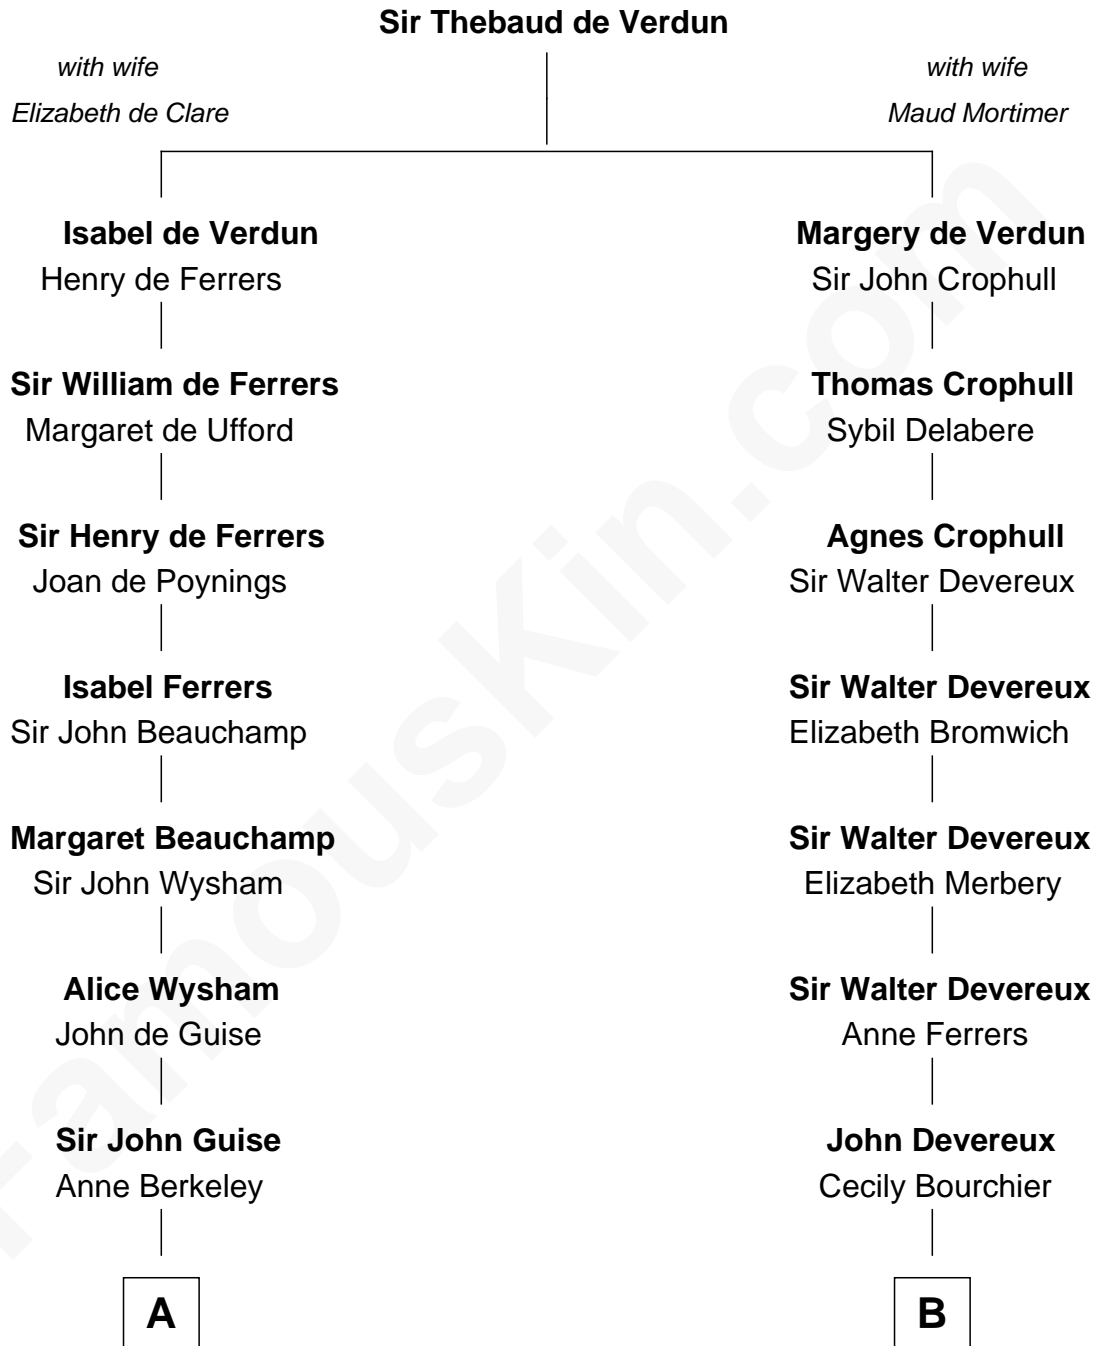 Sir Thebaud de Verdun
with wife
Elizabeth de Clare
with wife
Maud Mortimer
Isabel de Verdun
Henry de Ferrers
Margery de Verdun
Sir John Crophull
Sir William de Ferrers
Margaret de Ufford
Thomas Crophull
Sybil Delabere
Sir Henry de Ferrers
Joan de Poynings
Agnes Crophull
Sir Walter Devereux
Isabel Ferrers
Sir John Beauchamp
Sir Walter Devereux
Elizabeth Bromwich
Margaret Beauchamp
Sir John Wysham
Sir Walter Devereux
Elizabeth Merbery
Alice Wysham
John de Guise
Sir Walter Devereux
Anne Ferrers
Sir John Guise
Anne Berkeley
John Devereux
Cecily Bourchier
A
B
FamousKin.com